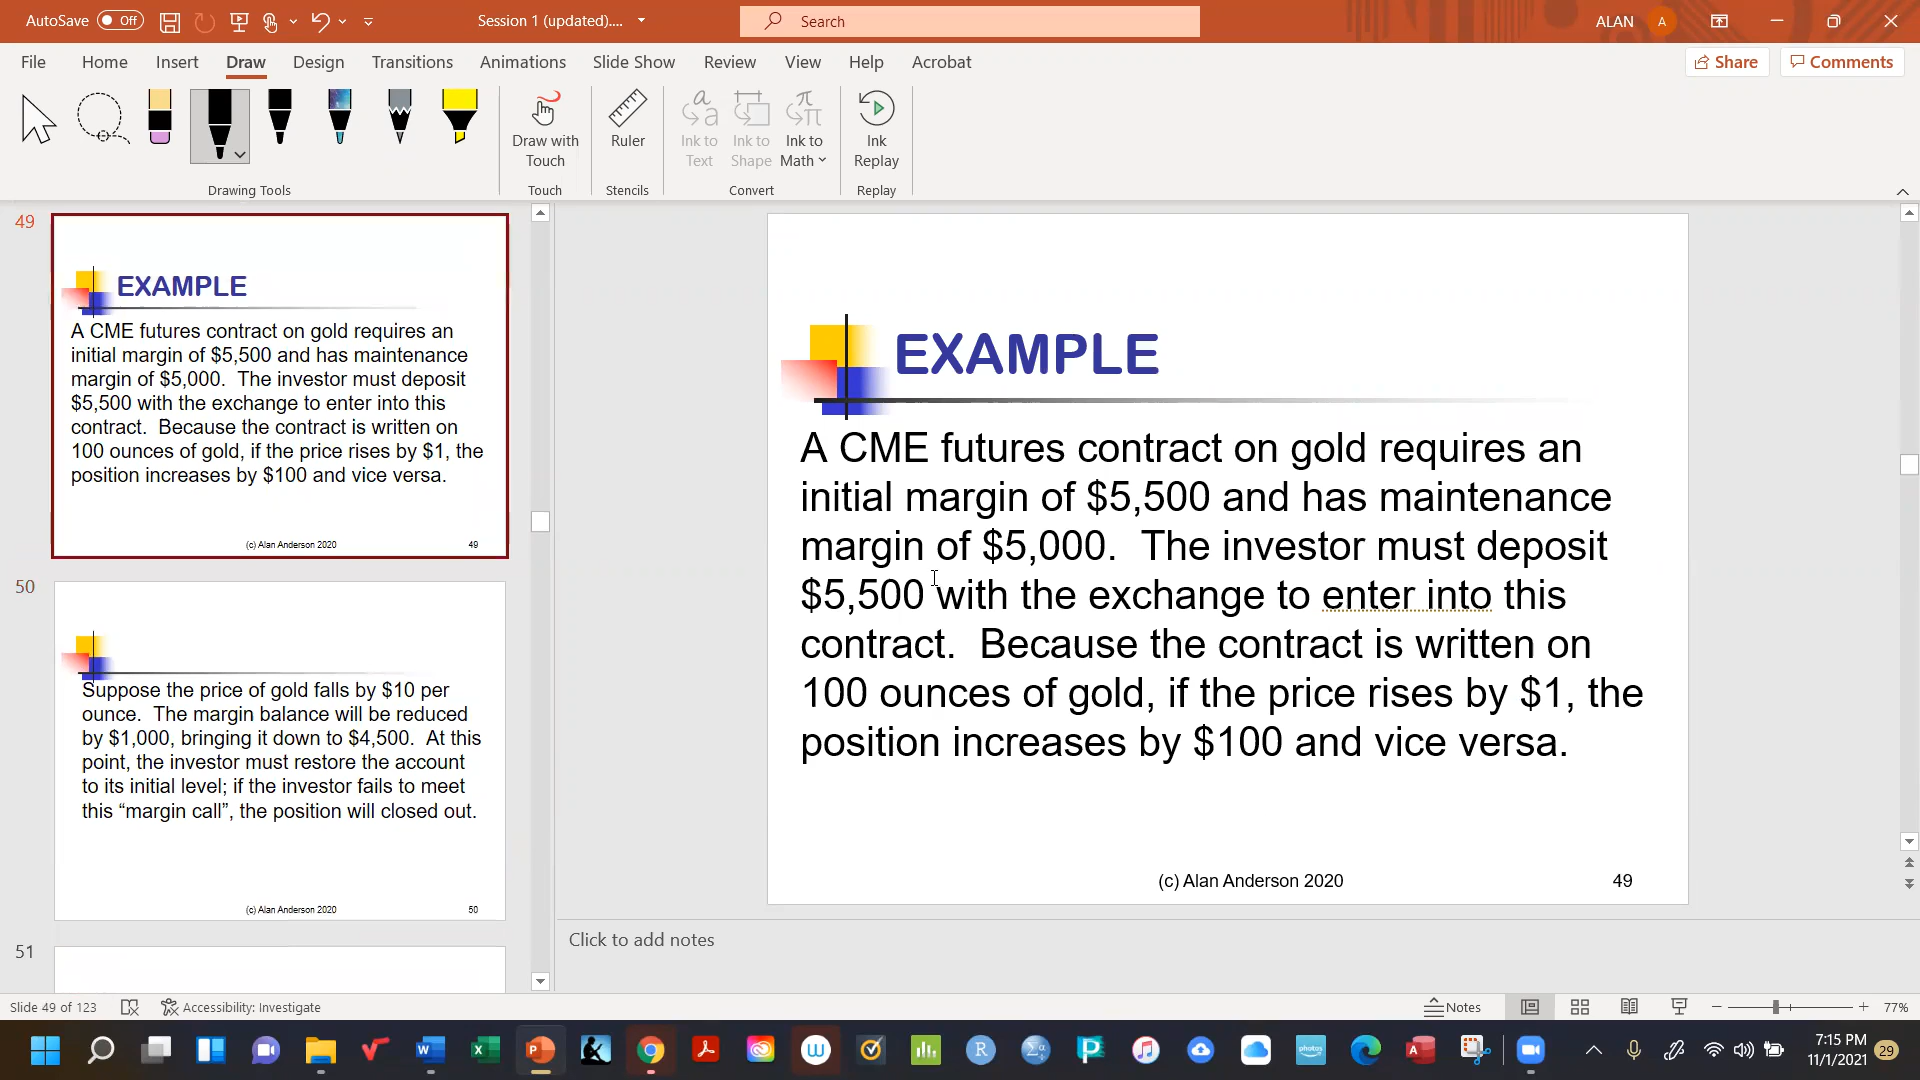 AutoSave Off
Session 1 (updated)....
Search
ALAN A
File Home Insert Draw Design Transitions Animations Slide Show Review View Help Acrobat
Share Comments
Draw with Touch
Ruler
Ink to Text
Ink to Shape
Ink to Math
Ink Replay
Drawing Tools Touch Stencils Convert Replay
49
EXAMPLE
A CME futures contract on gold requires an
initial margin of $5,500 and has maintenance
margin of $5,000.  The investor must deposit
$5,500 with the exchange to enter into this
contract.  Because the contract is written on
100 ounces of gold, if the price rises by $1, the
position increases by $100 and vice versa.
(c) Alan Anderson 2020 49
50
Suppose the price of gold falls by $10 per
ounce.  The margin balance will be reduced
by $1,000, bringing it down to $4,500.  At this
point, the investor must restore the account
to its initial level; if the investor fails to meet
this “margin call”, the position will closed out.
(c) Alan Anderson 2020 50
51
EXAMPLE
A CME futures contract on gold requires an
initial margin of $5,500 and has maintenance
margin of $5,000.  The investor must deposit
$5,500 with the exchange to enter into this
contract.  Because the contract is written on
100 ounces of gold, if the price rises by $1, the
position increases by $100 and vice versa.
(c) Alan Anderson 2020 49
Click to add notes
Slide 49 of 123 Accessibility: Investigate Notes 77%
7:15 PM
11/1/2021 29